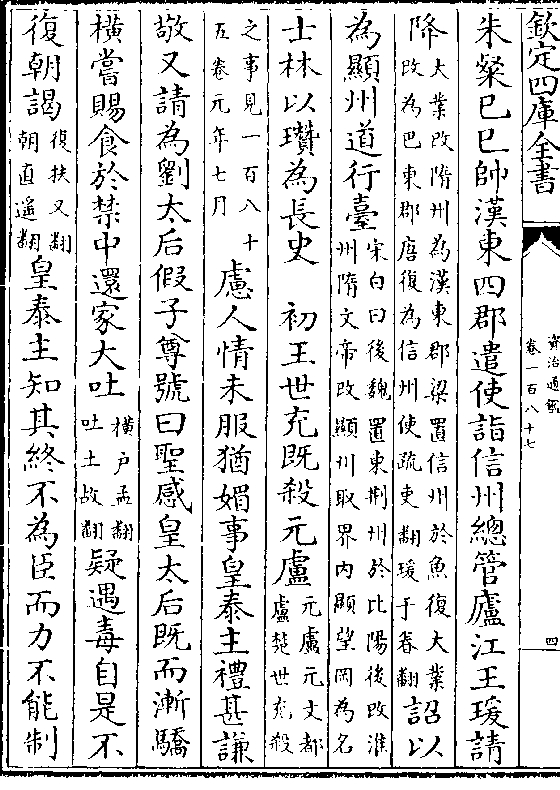 欽定四庫全書
資治通鑑
卷一百八十七
四
朱粲己巳帥漢東四郡遣使詣信州總管廬江王瑗請
降大業改隋州為漢東郡梁置信州於魚復大業改為巴東郡唐復為信州使疏吏翻瑗于眷翻詔以
為顯州道行臺宋白曰後魏置東荆州於比陽後改淮州隋文帝改顯州取界内顯望岡為名
士林以瓚為長史　初王世充既殺元盧元盧元文都盧楚世充殺
之事見一百八十五卷元年七月慮人情未服猶媚事皇泰主禮甚謙
敬又請為劉太后假子尊號曰聖感皇太后既而漸驕
橫嘗賜食於禁中還家大吐橫户孟翻吐土故翻疑遇毒自是不
復朝謁復扶又翻朝直遥翻皇泰主知其終不為臣而力不能制